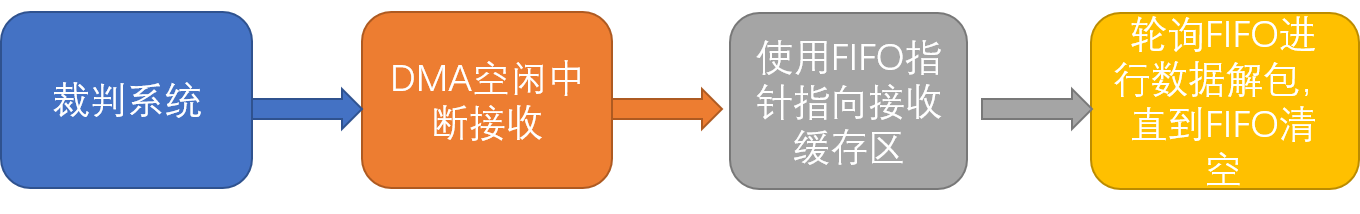 裁判系统
DMA空闲中
断接收
使用FIFO指
针指向接收
缓存区
轮询FIFO进
行数据解包，
直到FIFO清
空